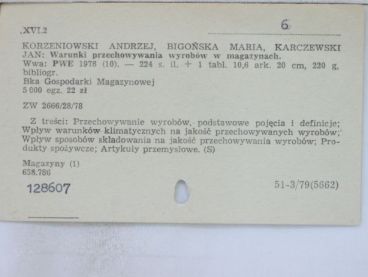 .XVI.2
6
KORZENIOWSKI ANDRZEJ, BIGOŃSKA MARIA, KARCZEWSKI
JAN: Warunki przechowywania wyrobów w magazynach.
Wwa: PWE 1978 (10). — 224 s. il. + 1 tabl. 10,6 ark. 20 cm, 220 g.
bibliogr.
Bka Gospodarki Magazynowej
5 000 egz. 22 zł
ZW 2666/28/78
Z treści: Przechowywanie wyrobów, podstawowe pojęcia i definicje;
Wpływ warunków klimatycznych na jakość przechowywanych wyrobów;
Wpływ sposobów składowania na jakość przechowywania wyrobów; Pro-
dukty spożywcze; Artykuły przemysłowe. (S)
Magazyny (1)
658.786
128607
51-3/79(5662)